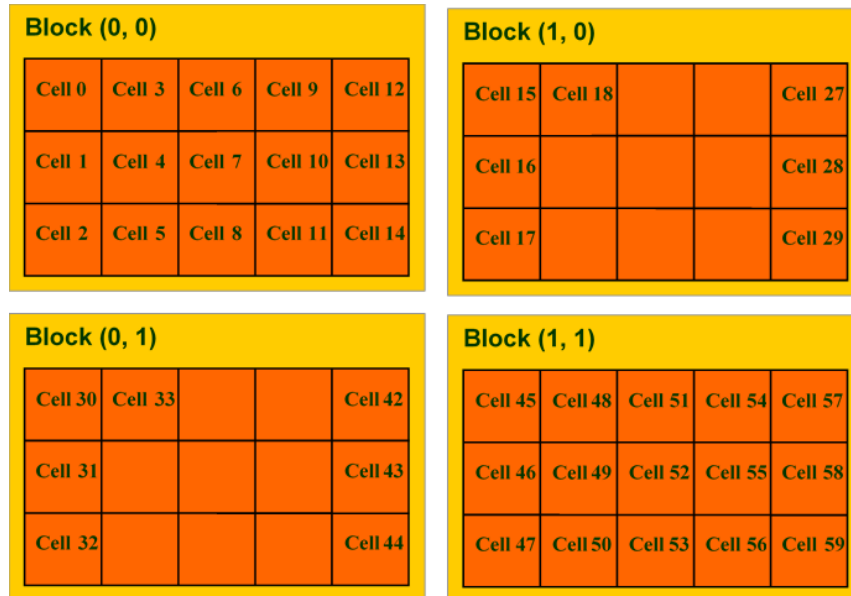 Block (0, 0)
Cell 0 Cell 3 Cell 6 Cell 9 Cell 12
Cell 1 Cell 4 Cell 7 Cell 10 Cell 13
Cell 2 Cell 5 Cell 8 Cell 11 Cell 14
Block (1, 0)
Cell 15 Cell 18 Cell 27
Cell 16 Cell 28
Cell 17 Cell 29
Block (0, 1)
Cell 30 Cell 33 Cell 42
Cell 31 Cell 43
Cell 32 Cell 44
Block (1, 1)
Cell 45 Cell 48 Cell 51 Cell 54 Cell 57
Cell 46 Cell 49 Cell 52 Cell 55 Cell 58
Cell 47 Cell 50 Cell 53 Cell 56 Cell 59